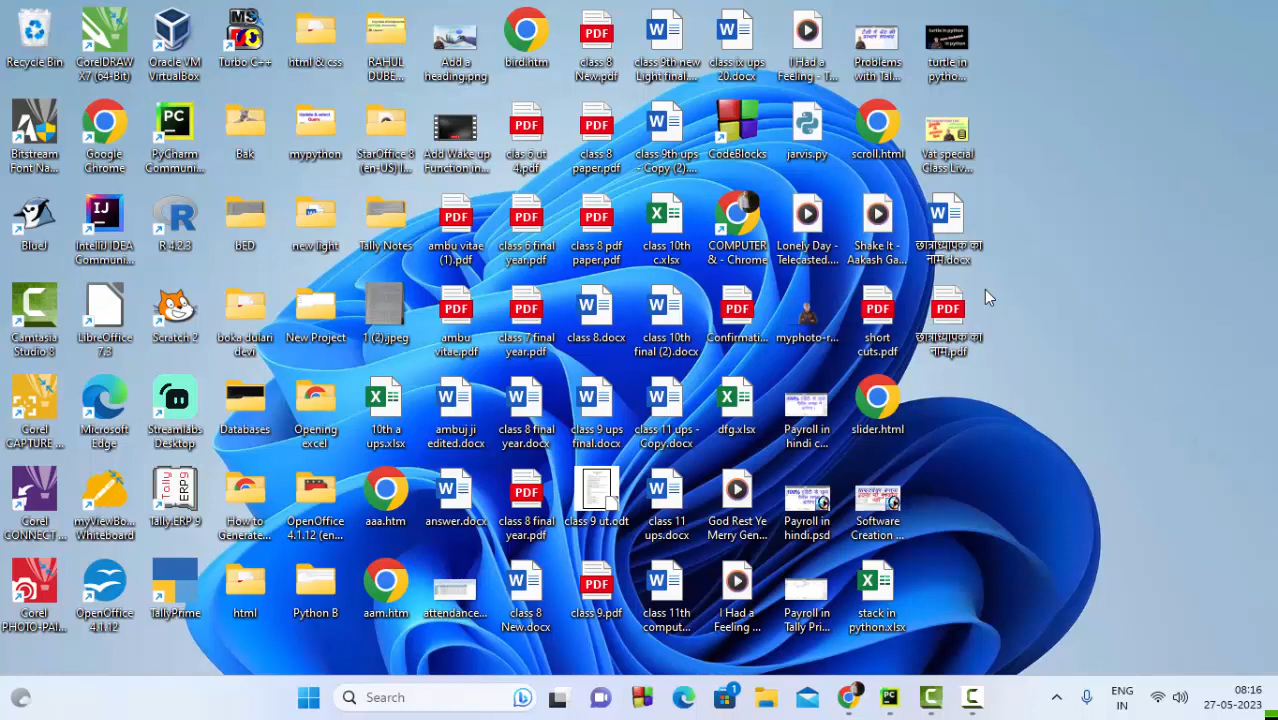 Recycle Bin
CorelDRAW
X7 (64-Bit)
Oracle VM
VirtualBox
Turbo C++
html & css
RAHUL
DUBE...
Add a
heading.png
bird.htm
class 8
New.pdf
class 9th new
Light final....
class ix ups
20.docx
I Had a
Feeling - T...
Problems
with Tal...
turtle in
pytho...
Bitstream
Font Na...
Google
Chrome
PyCharm
Communi...
Bak
mypython
StarOffice 8
(en-US) I...
Add Wake up
Function in...
clas 6 ut
4.pdf
class 8
paper.pdf
class 9th ups
- Copy (2)....
CodeBlocks
jarvis.py
scroll.html
Vat special
Class Liv...
BlueJ
IntelliJ IDEA
Communi...
R 4.2.3
bED
new light
Tally Notes
ambu vitae
(1).pdf
class 6 final
year.pdf
class 8 pdf
paper.pdf
class 10th
c.xlsx
COMPUTER
& - Chrome
Lonely Day -
Telecasted....
Shake It -
Aakash Ga...
छात्राध्यापक का
नाम.docx
Camtasia
Studio 8
LibreOffice
7.3
Scratch 2
boka dulari
devi
New Project
1 (2).jpeg
ambu
vitae.pdf
class 7 final
year.pdf
class 8.docx
class 10th
final (2).docx
Confirmati...
myphoto-r...
short
cuts.pdf
छात्राध्यापक का
नाम.pdf
Corel
CAPTURE ...
Microsoft
Edge
Streamlabs
Desktop
Databases
Opening
excel
10th a
ups.xlsx
ambuj ji
edited.docx
class 8 final
year.docx
class 9 ups
final.docx
class 11 ups -
Copy.docx
dfg.xlsx
Payroll in
hindi c...
slider.html
Corel
CONNECT ...
myViewBo...
Whiteboard
Tally.ERP 9
How to
Generate...
OpenOffice
4.1.12 (en...
aaa.htm
answer.docx
class 8 final
year.pdf
class 9 ut.odt
class 11
ups.docx
God Rest Ye
Merry Gen...
Payroll in
hindi.psd
Software
Creation ...
Corel
PHOTO-PAI...
OpenOffice
4.1.12
TallyPrime
html
Python B
aam.htm
attendance...
class 8
New.docx
class 9.pdf
class 11th
comput...
I Had a
Feeling ...
Payroll in
Tally Pri...
stack in
python.xlsx
Search
1
ENG
IN
08:16
27-05-2023